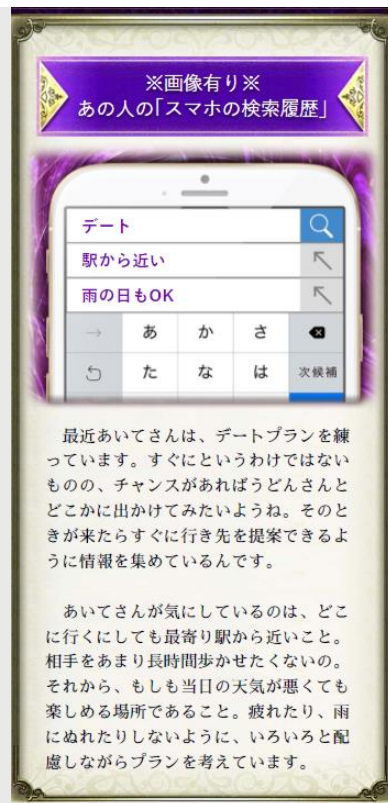 ※画像有り※
あの人の「スマホの検索履歴」
デート
駅から近い
雨の日もOK
→ あ か さ
た な は 次候補
　最近あいてさんは、デートプランを練
っています。すぐにというわけではない
ものの、チャンスがあればうどんさんと
どこかに出かけてみたいようね。そのと
きが来たらすぐに行き先を提案できるよ
うに情報を集めているんです。
　あいてさんが気にしているのは、どこ
に行くにしても最寄り駅から近いこと。
相手をあまり長時間歩かせたくないの。
それから、もしも当日の天気が悪くても
楽しめる場所であること。疲れたり、雨
にぬれたりしないように、いろいろと配
慮しながらプランを考えています。